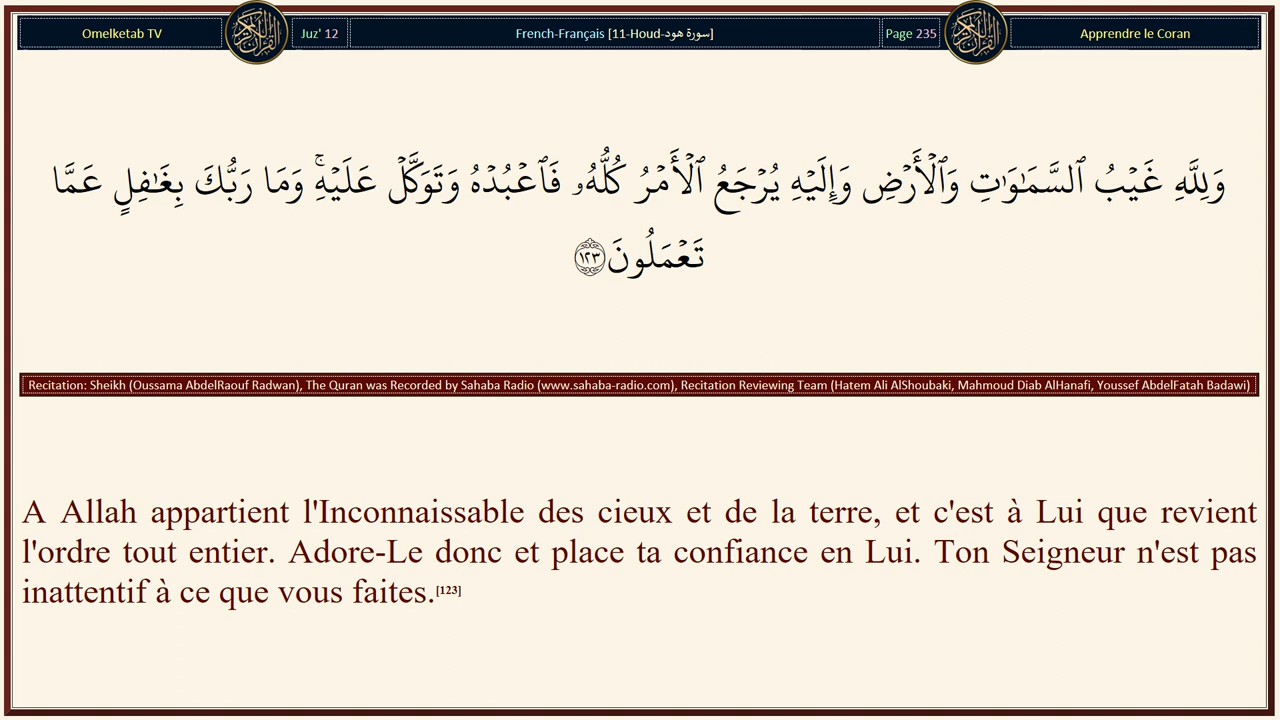 Omelketab TV
Juz' 12
French-Français [11-Houd-سورة هود]
Page 235
Apprendre le Coran
وَلِلَّهِ غَيۡبُ ٱلسَّمَٰوَٰتِ وَٱلۡأَرۡضِ وَإِلَيۡهِ يُرۡجَعُ ٱلۡأَمۡرُ كُلُّهُۥ فَٱعۡبُدۡهُ وَتَوَكَّلۡ عَلَيۡهِۚ وَمَا رَبُّكَ بِغَٰفِلٍ عَمَّا
تَعۡمَلُونَ ١٢٣
Recitation: Sheikh (Oussama AbdelRaouf Radwan), The Quran was Recorded by Sahaba Radio (www.sahaba-radio.com), Recitation Reviewing Team (Hatem Ali AlShoubaki, Mahmoud Diab AlHanafi, Youssef AbdelFatah Badawi)
A Allah appartient l'Inconnaissable des cieux et de la terre, et c'est à Lui que revient
l'ordre tout entier. Adore-Le donc et place ta confiance en Lui. Ton Seigneur n'est pas
inattentif à ce que vous faites.[123]